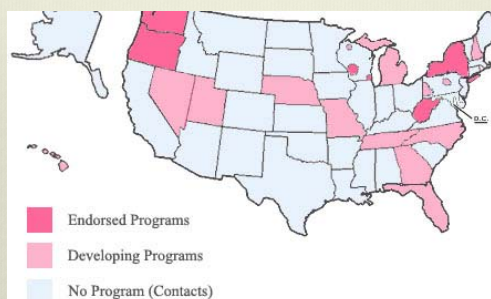 D.C.
Endorsed Programs
Developing Programs
No Program (Contacts)